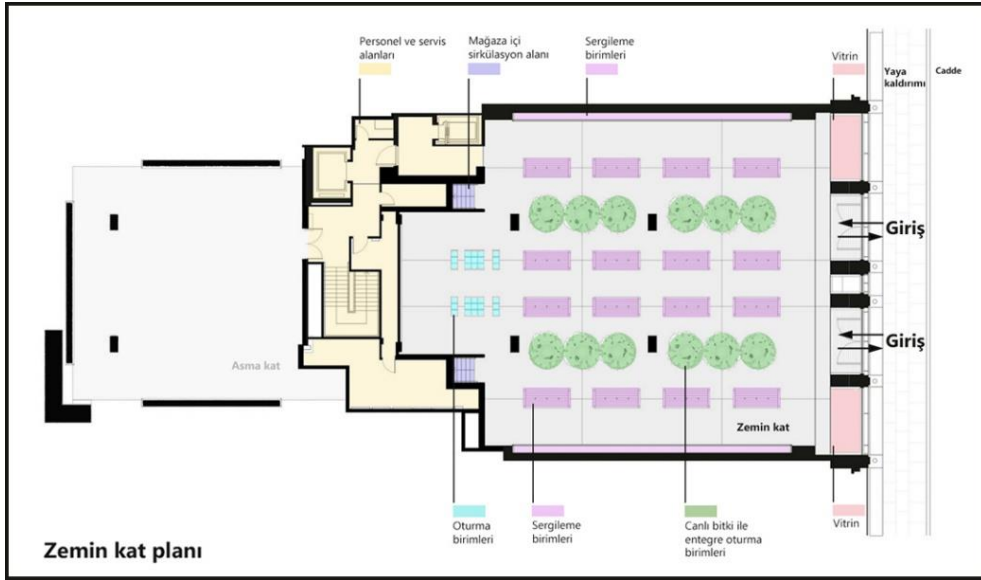 Personel ve servis
alanları
Mağaza içi
sirkülasyon alanı
Sergileme
birimleri
Vitrin
Yaya
kaldırımı
Cadde
Giriş
Giriş
Asma kat
Zemin kat
Oturma
birimleri
Sergileme
birimleri
Canlı bitki ile
entegre oturma
birimleri
Vitrin
Zemin kat planı